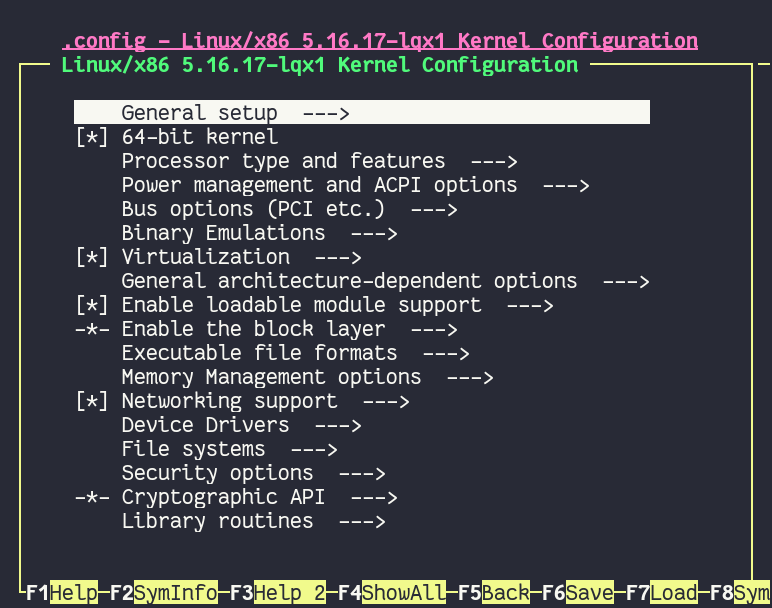 .config - Linux/x86 5.16.17-lqx1 Kernel Configuration
Linux/x86 5.16.17-lqx1 Kernel Configuration
General setup  --->
[*] 64-bit kernel
Processor type and features  --->
Power management and ACPI options  --->
Bus options (PCI etc.)  --->
Binary Emulations  --->
[*] Virtualization  --->
General architecture-dependent options  --->
[*] Enable loadable module support  --->
-*- Enable the block layer  --->
Executable file formats  --->
Memory Management options  --->
[*] Networking support  --->
Device Drivers  --->
File systems  --->
Security options  --->
-*- Cryptographic API  --->
Library routines  --->
F1Help-F2SymInfo-F3Help 2-F4ShowAll-F5Back-F6Save-F7Load-F8Sym